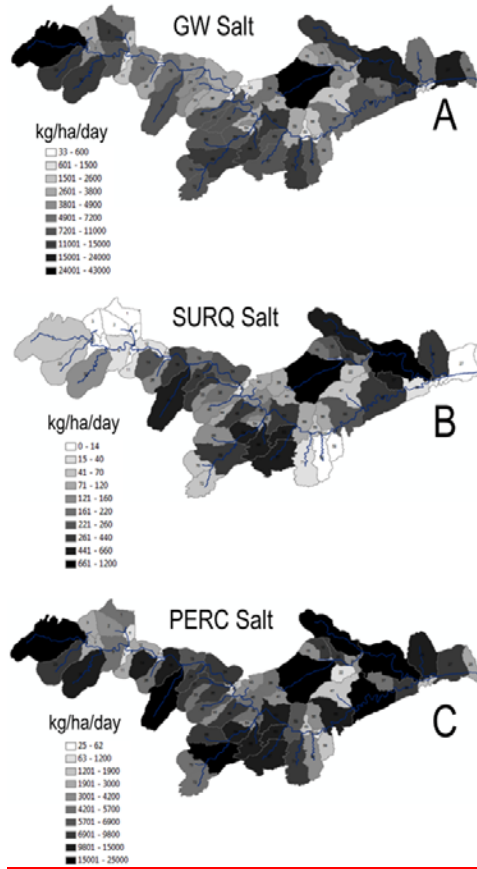 GW Salt
A
kg/ha/day
33 - 600
601 - 1500
1501 - 2600
2601 - 3800
3801 - 4900
4901 - 7200
7201 - 11000
11001 - 15000
15001 - 24000
24001 - 43000
SURQ Salt
B
kg/ha/day
0 - 14
15 - 40
41 - 70
71 - 120
121 - 160
161 - 220
221 - 260
261 - 440
441 - 660
661 - 1200
PERC Salt
C
kg/ha/day
25 - 62
63 - 1200
1201 - 1900
1901 - 3000
3001 - 4200
4201 - 5700
5701 - 6900
6901 - 9800
9801 - 15000
15001 - 25000